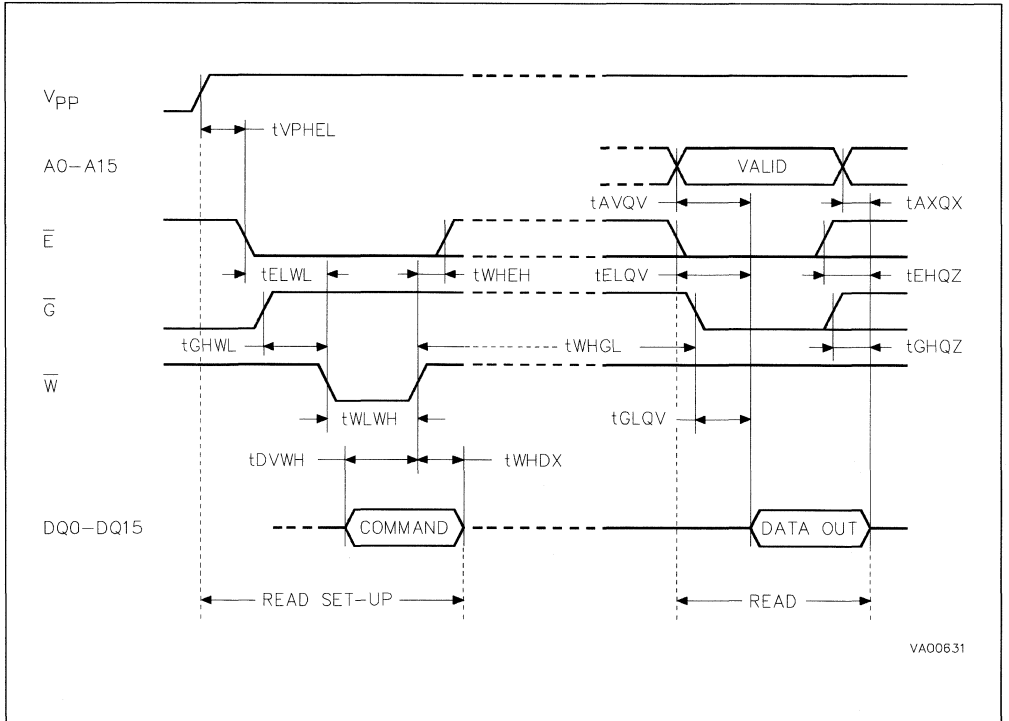 VPP
tVPHEL
A0-A15
VALID
tAVQV
tAXQX
E
tELWL
tWHEH
tELQV
tEHQZ
G
tGHWL
tWHGL
tGHQZ
W
tWLWH
tGLQV
tDVWH
tWHDX
DQ0-DQ15
COMMAND
DATA OUT
READ SET-UP
READ
VA00631